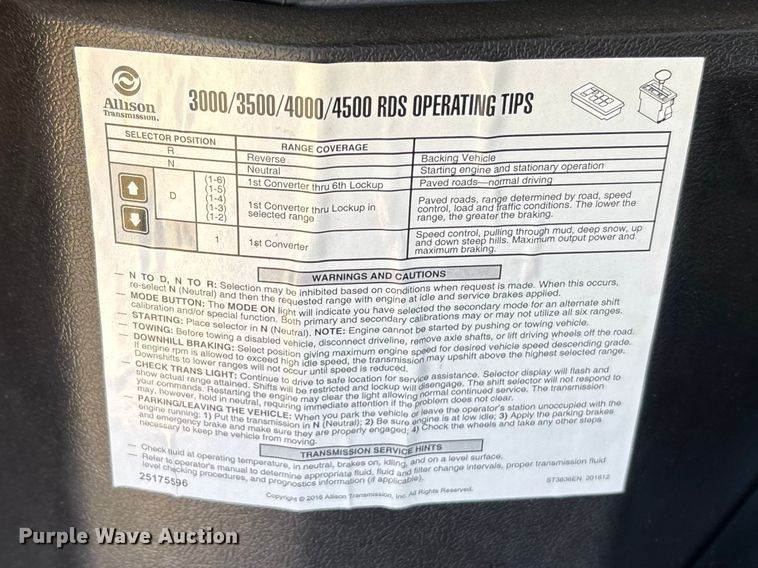 Allison
Transmission.
3000/3500/4000/4500 RDS OPERATING TIPS
SELECTOR POSITION RANGE COVERAGE
R Reverse Backing Vehicle
N Neutral Starting engine and stationary operation
D (1-6) 1st Converter thru 6th Lockup Paved roads—normal driving
(1-5) Paved roads, range determined by road, speed
(1-4) 1st Converter thru Lockup in control, load and traffic conditions. The lower the
(1-3) selected range range, the greater the braking.
(1-2)
1 1st Converter Speed control, pulling through mud, deep snow, up
and down steep hills. Maximum output power and
maximum braking.
WARNINGS AND CAUTIONS
— N TO D, N TO R: Selection may be inhibited based on conditions when request is made. When this occurs,
re-select N (Neutral) and then the requested range with engine at idle and service brakes applied.
— MODE BUTTON: The MODE ON light will indicate you have selected the secondary mode for an alternate shift
calibration and/or special function. Both primary and secondary calibrations may or may not utilize all six ranges.
— STARTING: Place selector in N (Neutral). NOTE: Engine cannot be started by pushing or towing vehicle.
— TOWING: Before towing a disabled vehicle, disconnect driveline, remove axle shafts, or lift driving wheels off the road.
— DOWNHILL BRAKING: Select position giving maximum engine speed for desired vehicle speed descending grade.
If engine rpm is allowed to exceed high idle speed, the transmission may upshift above the highest selected range.
Downshifts to lower ranges will not occur until speed is reduced.
— CHECK TRANS LIGHT: Continue to drive to safe location for service assistance. Selector display will flash and
show actual range attained. Shifts will be restricted and lockup will disengage. The shift selector will not respond to
your commands. Restarting the engine may clear the light allowing normal continued service. The transmission
may, however, hold in neutral, requiring immediate attention if the problem does not clear.
— PARKING/LEAVING THE VEHICLE: When you park the vehicle or leave the operator's station unoccupied with the
engine running: 1) Put the transmission in N (Neutral); 2) Be sure engine is at low idle; 3) Apply the parking brakes
and emergency brake and make sure they are properly engaged; 4) Chock the wheels and take any other steps
necessary to keep the vehicle from moving.
TRANSMISSION SERVICE HINTS
— Check fluid at operating temperature, in neutral, brakes on, idling, and on a level surface.
— Refer to operator's manual to determine appropriate fluid, fluid and filter change intervals, proper transmission fluid
level checking procedures, and prognostics information (if applicable).
25175596
Copyright © 2016 Allison Transmission, Inc. All Rights Reserved.
ST3636EN 201612
Purple Wave Auction